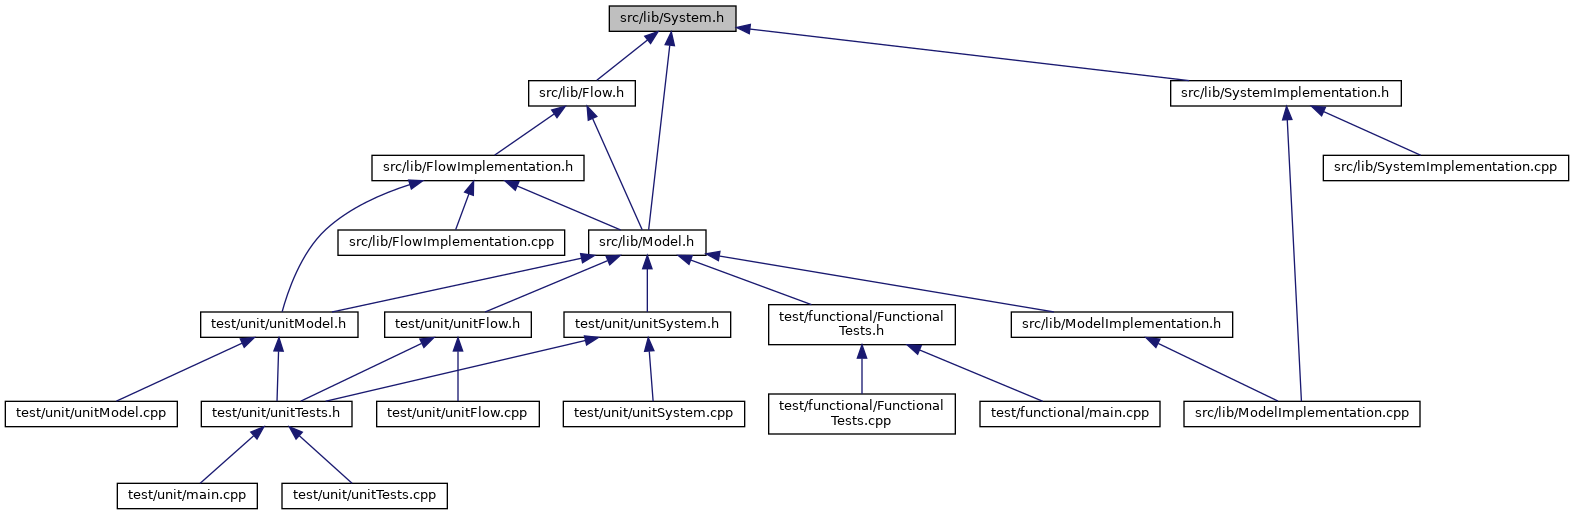 src/lib/System.h
src/lib/Flow.h
src/lib/SystemImplementation.h
src/lib/FlowImplementation.h
src/lib/SystemImplementation.cpp
src/lib/FlowImplementation.cpp
src/lib/Model.h
test/unit/unitModel.h
test/unit/unitFlow.h
test/unit/unitSystem.h
test/functional/Functional
Tests.h
src/lib/ModelImplementation.h
test/unit/unitModel.cpp
test/unit/unitTests.h
test/unit/unitFlow.cpp
test/unit/unitSystem.cpp
test/functional/Functional
Tests.cpp
test/functional/main.cpp
src/lib/ModelImplementation.cpp
test/unit/main.cpp
test/unit/unitTests.cpp